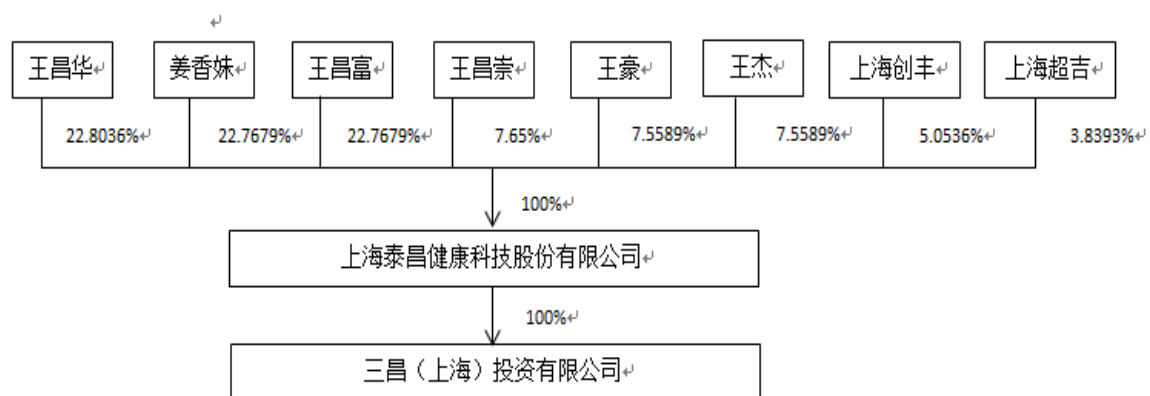 王昌华
姜香妹
王昌富
王昌崇
王豪
王杰
上海创丰
上海超吉
22.8036%
22.7679%
22.7679%
7.65%
7.5589%
7.5589%
5.0536%
3.8393%
100%
上海泰昌健康科技股份有限公司
100%
三昌（上海）投资有限公司